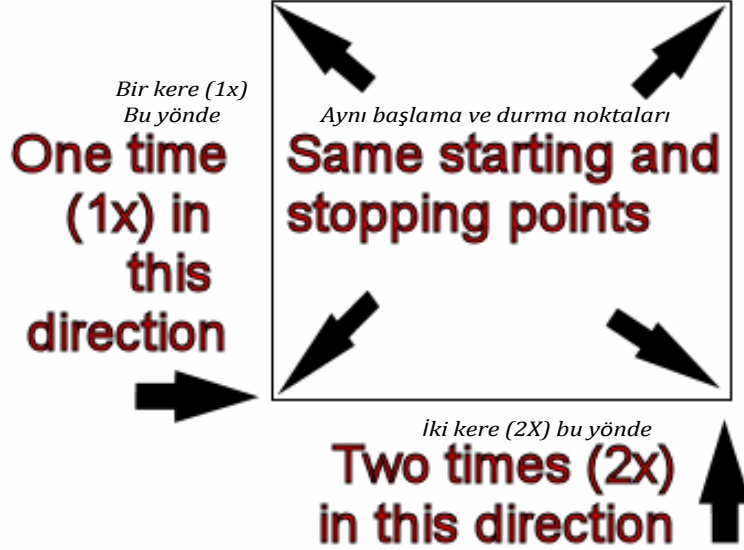 Bir kere (1x)
Bu yönde
One time
(1x) in
this
direction
Aynı başlama ve durma noktaları
Same starting and
stopping points
İki kere (2X) bu yönde
Two times (2x)
in this direction